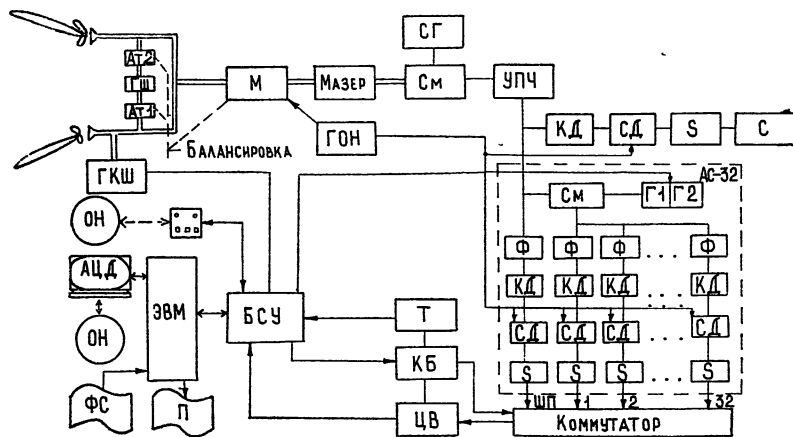 СГ
АТ2
ГШ
АТ1
М
МАЗЕР
СМ
УПЧ
БАЛАНСИРОВКА
ГОН
КД
СД
S
С
ГКШ
АС-32
СМ
Г1 Г2
ОН
Ф Ф Ф ... Ф
АЦД
ЭВМ
БСУ
КД КД КД ... КД
Т
ОН
СД СД СД ... СД
КБ
S S S ... S
ФС
П
ЦВ
ШП 1 2 32
КОММУТАТОР